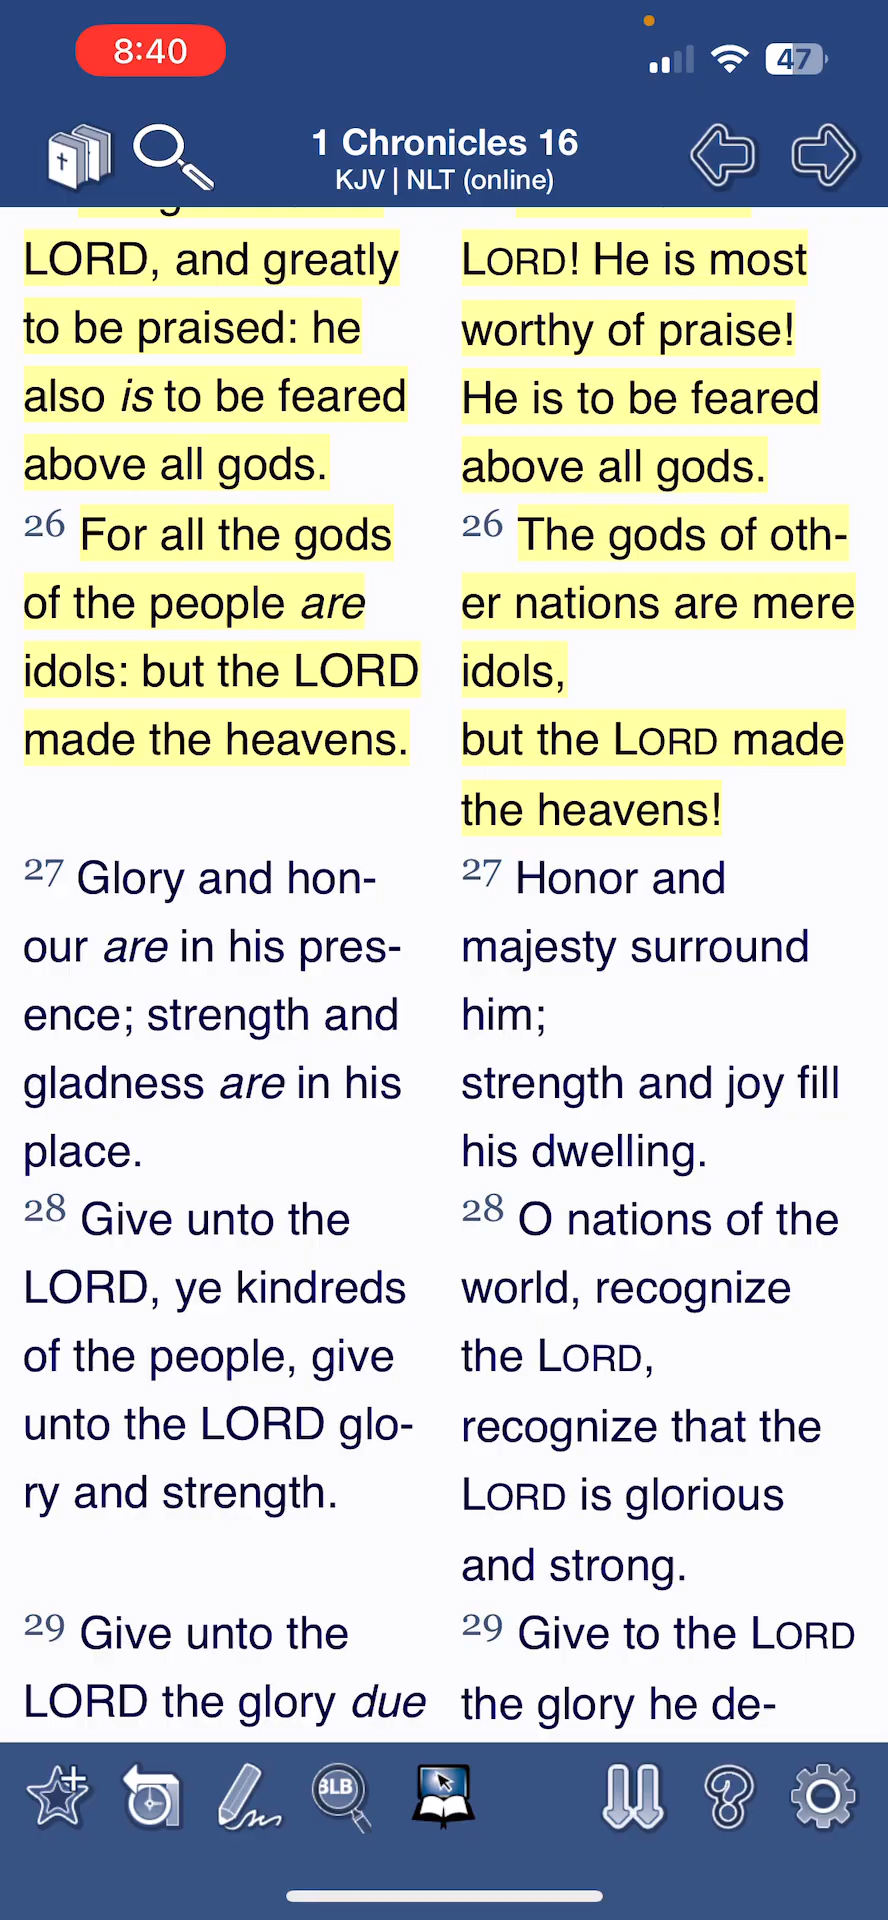 8:40
47
1 Chronicles 16
KJV | NLT (online)
LORD, and greatly
to be praised: he
also is to be feared
above all gods.
26 For all the gods
of the people are
idols: but the LORD
made the heavens.
27 Glory and hon-
our are in his pres-
ence; strength and
gladness are in his
place.
28 Give unto the
LORD, ye kindreds
of the people, give
unto the LORD glo-
ry and strength.
29 Give unto the
LORD the glory due
LORD! He is most
worthy of praise!
He is to be feared
above all gods.
26 The gods of oth-
er nations are mere
idols,
but the LORD made
the heavens!
27 Honor and
majesty surround
him;
strength and joy fill
his dwelling.
28 O nations of the
world, recognize
the LORD,
recognize that the
LORD is glorious
and strong.
29 Give to the LORD
the glory he de-
BLB